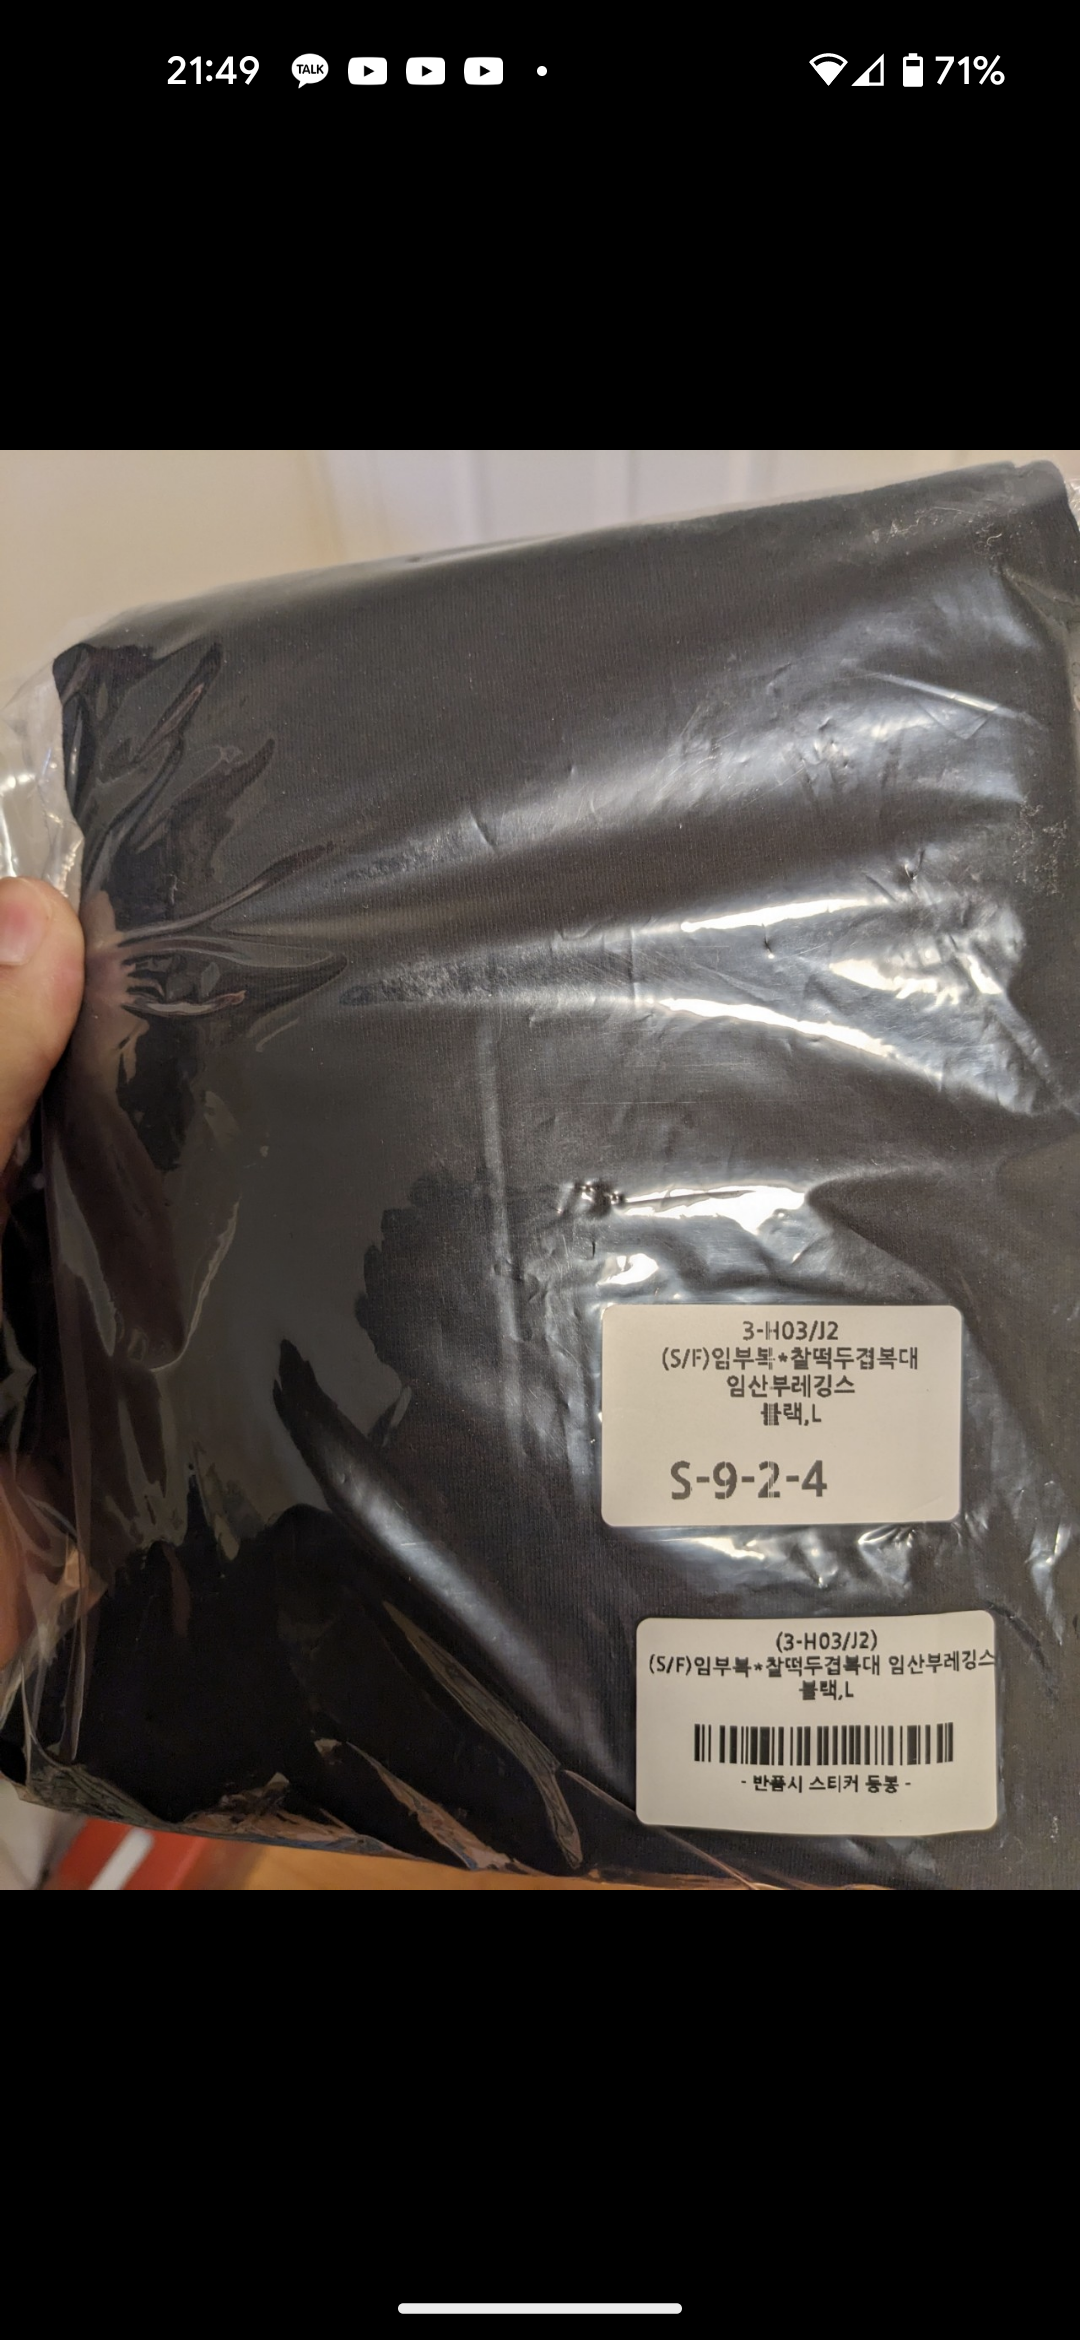 21:49
TALK
71%
3-H03/J2
(S/F)임부복*찰떡두겹복대
임산부레깅스
블랙,L
S-9-2-4
(3-H03/J2)
(S/F)임부복*찰떡두겹복대 임산부레깅스
블랙,L
- 반품시 스티커 동봉 -